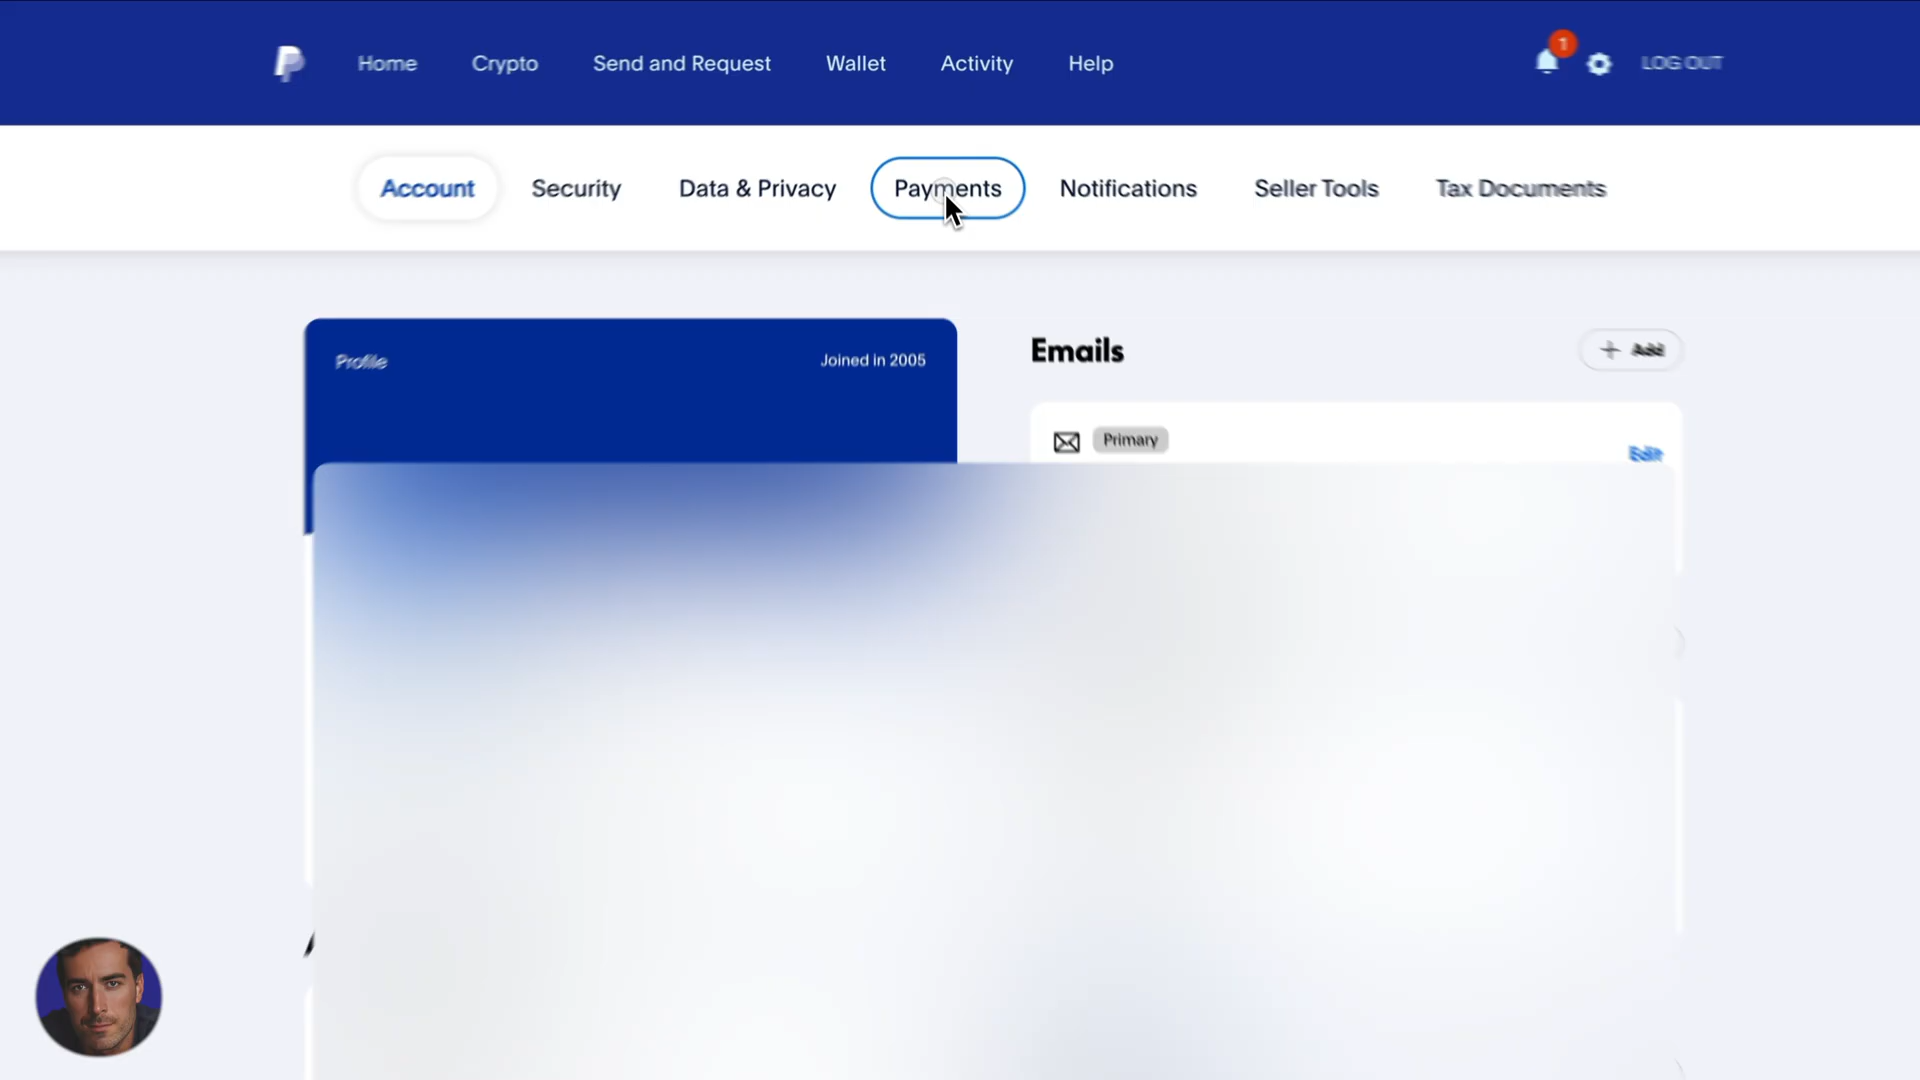 Home Crypto Send and Request Wallet Activity Help 1 LOG OUT
Account Security Data & Privacy Payments Notifications Seller Tools Tax Documents
Profile Joined in 2005
Emails + Add
Primary
Edit